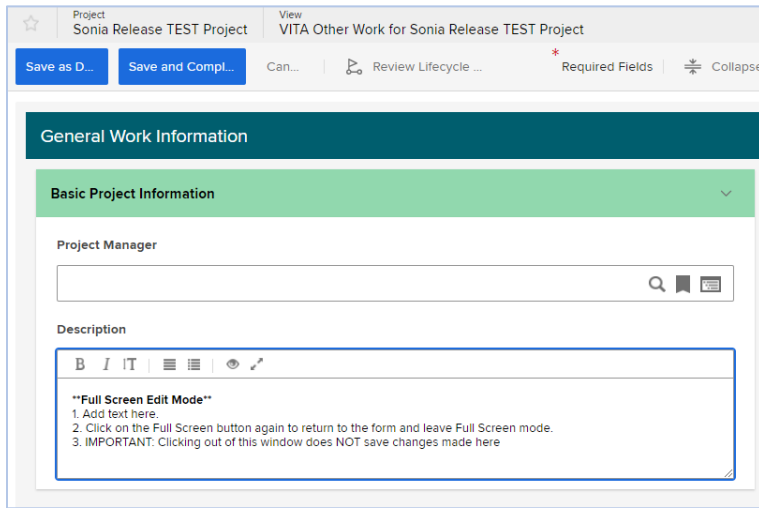 Project
Sonia Release TEST Project
View
VITA Other Work for Sonia Release TEST Project
Save as D...
Save and Compl...
Can...
Review Lifecycle ...
* Required Fields
Collapse
General Work Information
Basic Project Information
Project Manager
Description
B I TT
**Full Screen Edit Mode**
1. Add text here.
2. Click on the Full Screen button again to return to the form and leave Full Screen mode.
3. IMPORTANT: Clicking out of this window does NOT save changes made here